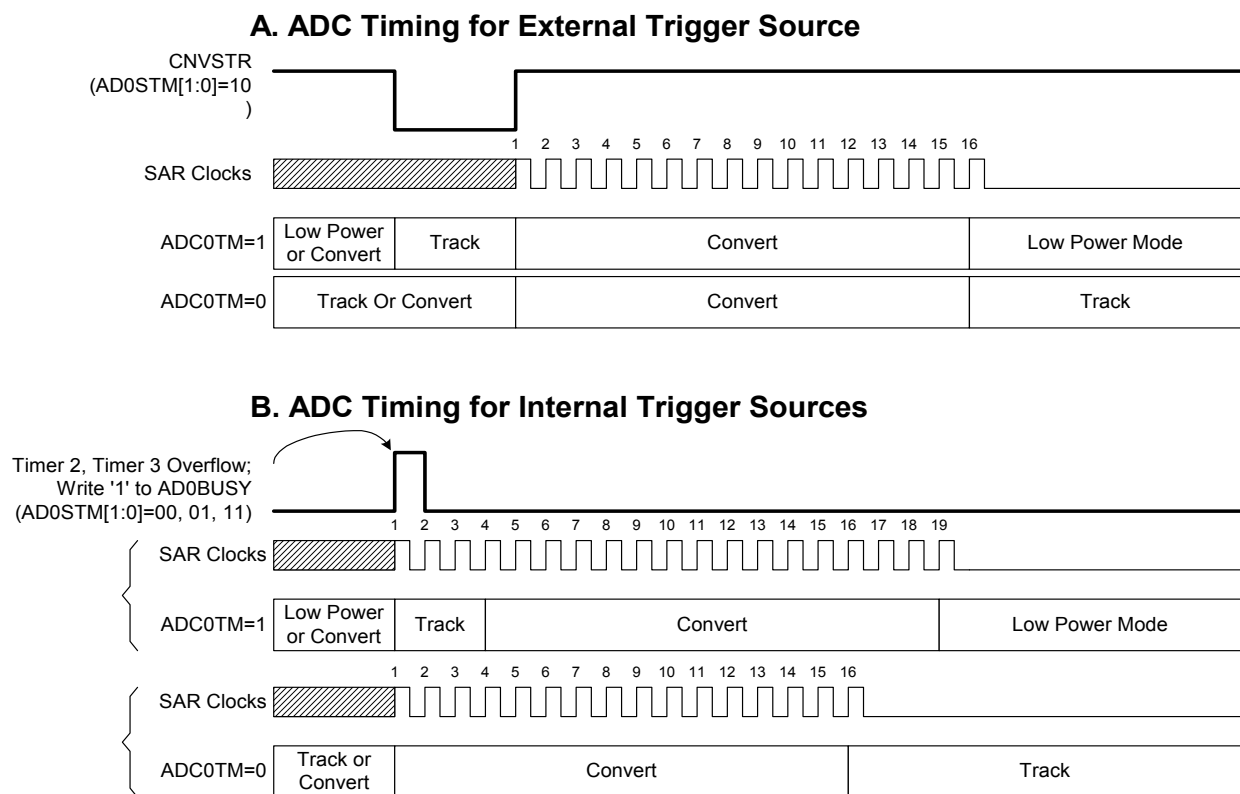 A. ADC Timing for External Trigger Source
CNVSTR
(AD0STM[1:0]=10
)
1 2 3 4 5 6 7 8 9 10 11 12 13 14 15 16
SAR Clocks
ADC0TM=1
Low Power
or Convert
Track
Convert
Low Power Mode
ADC0TM=0
Track Or Convert
Convert
Track
B. ADC Timing for Internal Trigger Sources
Timer 2, Timer 3 Overflow;
Write '1' to AD0BUSY
(AD0STM[1:0]=00, 01, 11)
1 2 3 4 5 6 7 8 9 10 11 12 13 14 15 16 17 18 19
SAR Clocks
ADC0TM=1
Low Power
or Convert
Track
Convert
Low Power Mode
1 2 3 4 5 6 7 8 9 10 11 12 13 14 15 16
SAR Clocks
ADC0TM=0
Track or
Convert
Convert
Track